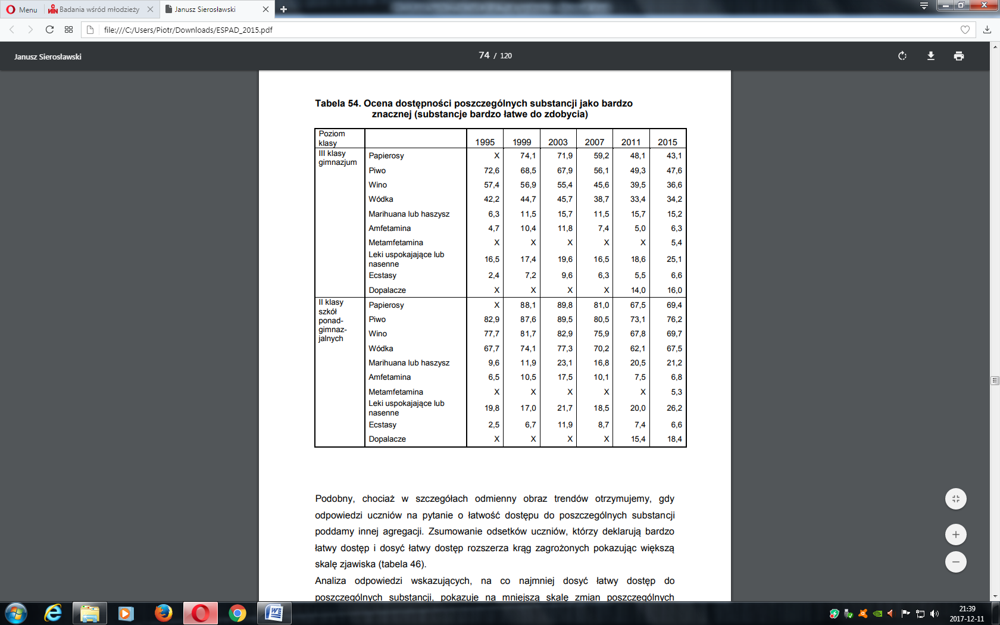 Menu
Badania wśród młodzieży
Janusz Sierosławski
file:///C:/Users/Piotr/Downloads/ESPAD_2015.pdf
Janusz Sierosławski
74 / 120
Tabela 54. Ocena dostępności poszczególnych substancji jako bardzo
znacznej (substancje bardzo łatwe do zdobycia)
Poziom
klasy 1995 1999 2003 2007 2011 2015
III klasy
gimnazjum
Papierosy X 74,1 71,9 59,2 48,1 43,1
Piwo 72,6 68,5 67,9 56,1 49,3 47,6
Wino 57,4 56,9 55,4 45,6 39,5 36,6
Wódka 42,2 44,7 45,7 38,7 33,4 34,2
Marihuana lub haszysz 6,3 11,5 15,7 11,5 15,7 15,2
Amfetamina 4,7 10,4 11,8 7,4 5,0 6,3
Metamfetamina X X X X X 5,4
Leki uspokajające lub
nasenne 16,5 17,4 19,6 16,5 18,6 25,1
Ecstasy 2,4 7,2 9,6 6,3 5,5 6,6
Dopalacze X X X X 14,0 16,0
II klasy
szkół
ponad-
gimnaz-
jalnych
Papierosy X 88,1 89,8 81,0 67,5 69,4
Piwo 82,9 87,6 89,5 80,5 73,1 76,2
Wino 77,7 81,7 82,9 75,9 67,8 69,7
Wódka 67,7 74,1 77,3 70,2 62,1 67,5
Marihuana lub haszysz 9,6 11,9 23,1 16,8 20,5 21,2
Amfetamina 6,5 10,5 17,5 10,1 7,5 6,8
Metamfetamina X X X X X 5,3
Leki uspokajające lub
nasenne 19,8 17,0 21,7 18,5 20,0 26,2
Ecstasy 2,5 6,7 11,9 8,7 7,4 6,6
Dopalacze X X X X 15,4 18,4
Podobny, chociaż w szczegółach odmienny obraz trendów otrzymujemy, gdy
odpowiedzi uczniów na pytanie o łatwość dostępu do poszczególnych substancji
poddamy innej agregacji. Zsumowanie odsetków uczniów, którzy deklarują bardzo
łatwy dostęp i dosyć łatwy dostęp rozszerza krąg zagrożonych pokazując większą
skalę zjawiska (tabela 46).
Analiza odpowiedzi wskazujących, na co najmniej dosyć łatwy dostęp do
poszczególnych substancji, pokazuje na mniejszą skalę zmian poszczególnych
21:39
2017-12-11